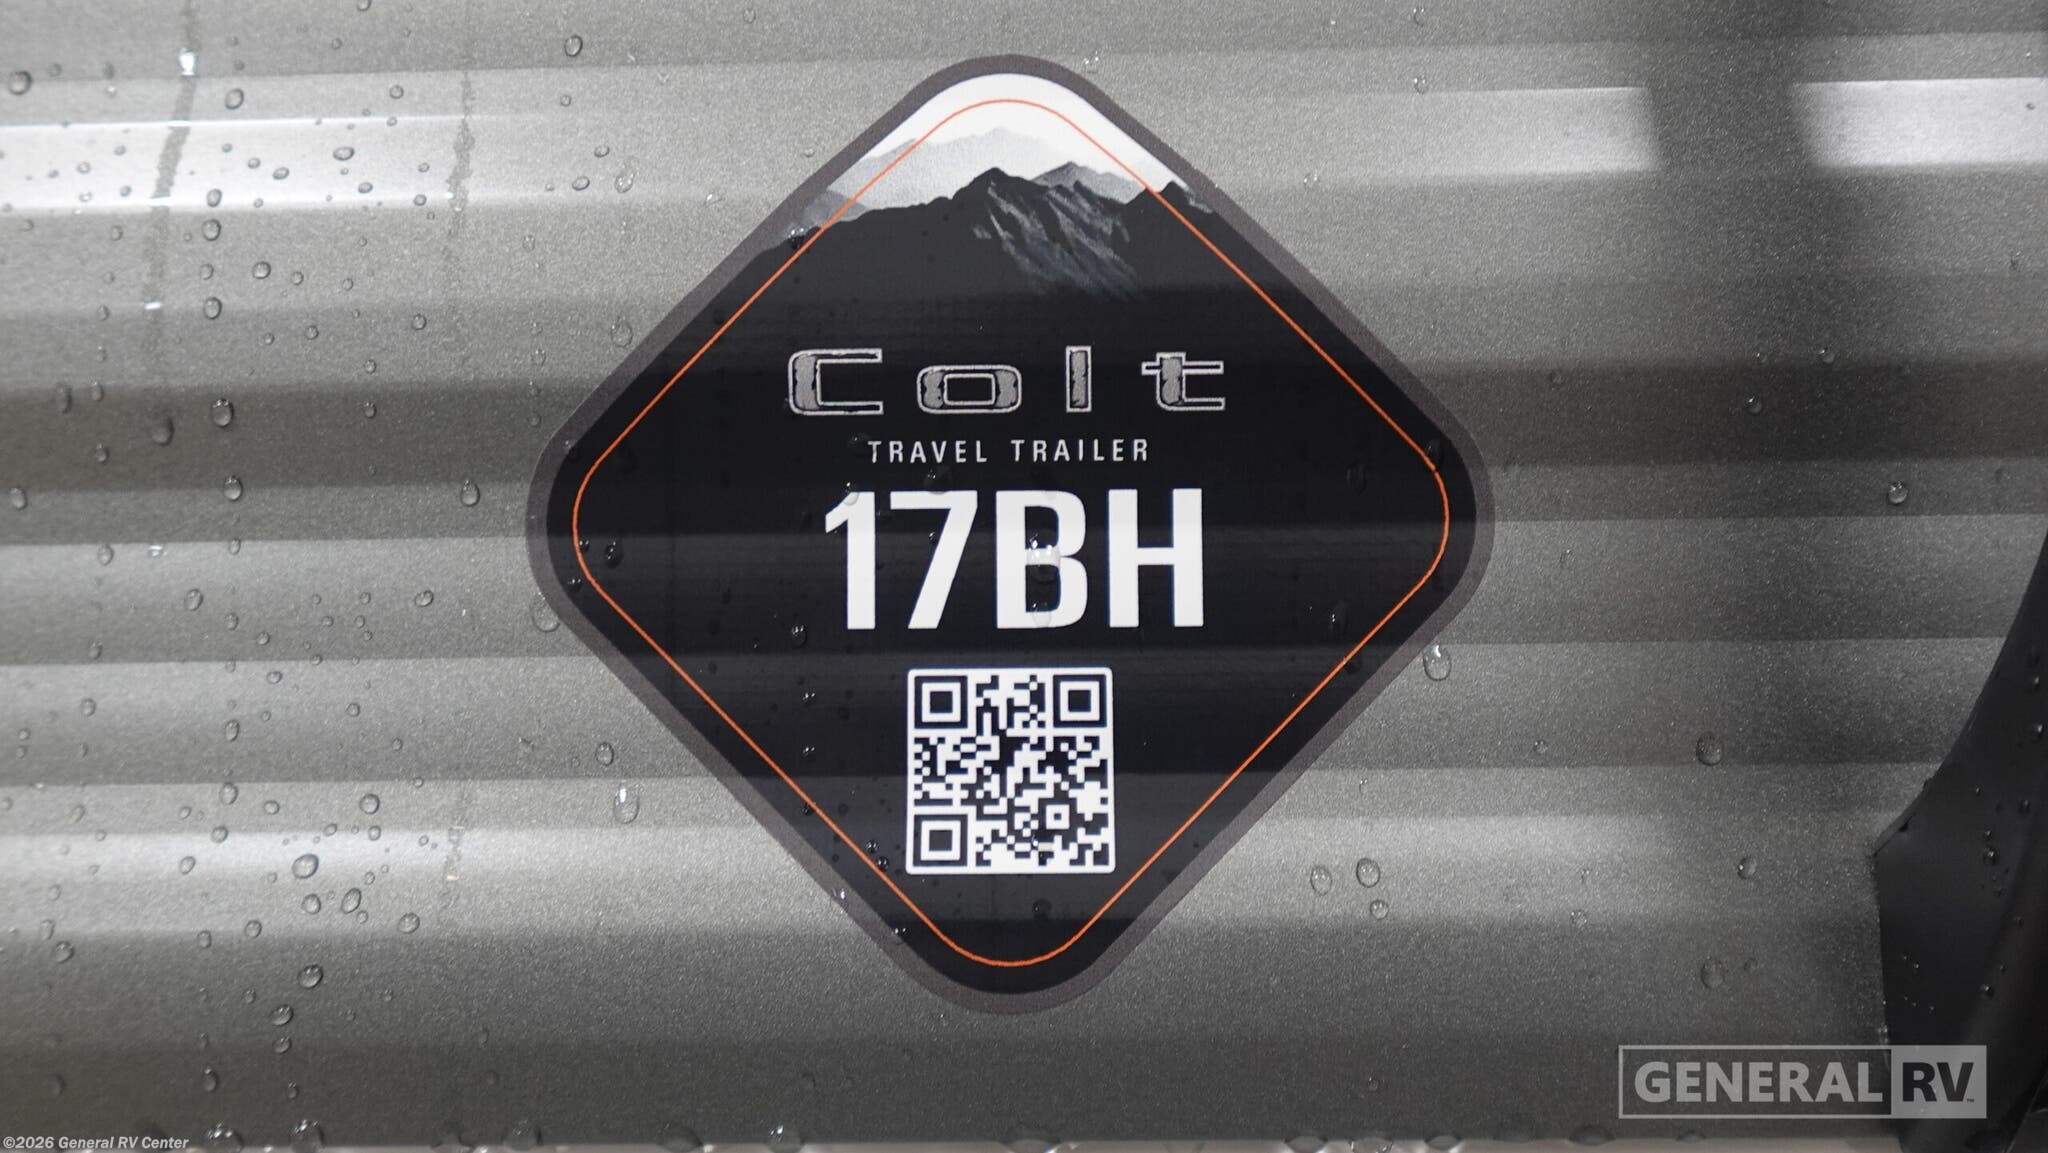 Colt
TRAVEL TRAILER
17BH
GENERAL RV
©2026 General RV Center